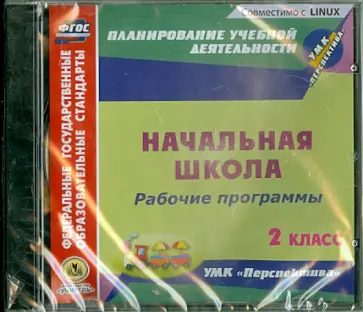 Совместимо с LINUX
ФГОС
ПЛАНИРОВАНИЕ УЧЕБНОЙ
ДЕЯТЕЛЬНОСТИ
УМК
«ПЕРСПЕКТИВА»
ФЕДЕРАЛЬНЫЕ ГОСУДАРСТВЕННЫЕ
ОБРАЗОВАТЕЛЬНЫЕ СТАНДАРТЫ
НАЧАЛЬНАЯ
ШКОЛА
Рабочие программы
2 КЛАСС
УМК «Перспектива»